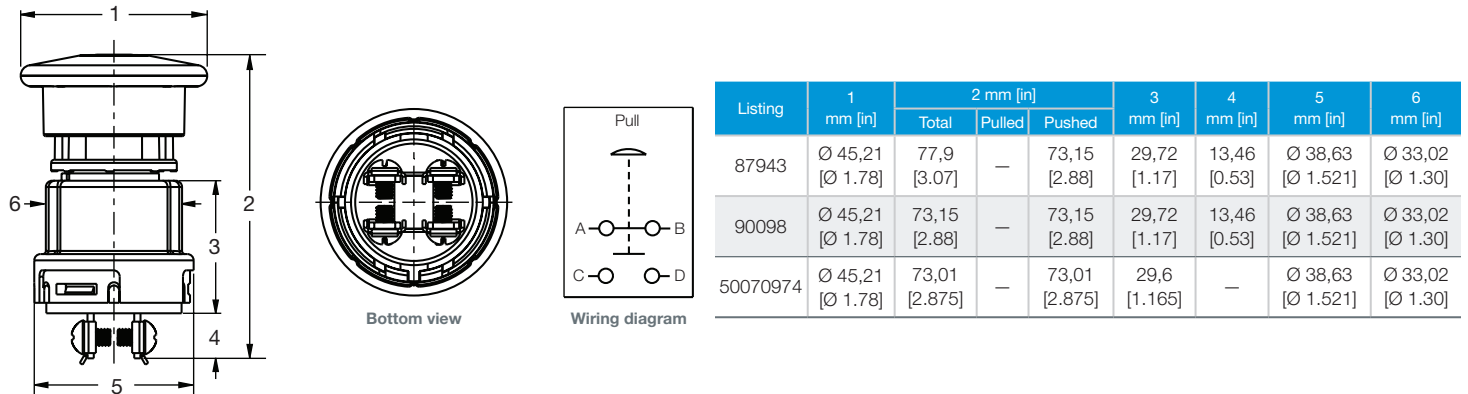 1
6
2
3
4
5
Bottom view
Pull
A
B
C
D
Wiring diagram
Listing 1 mm [in] 2 mm [in] 3 mm [in] 4 mm [in] 5 mm [in] 6 mm [in]
Total Pulled Pushed
87943 Ø 45,21 77,9 — 73,15 29,72 13,46 Ø 38,63 Ø 33,02
[Ø 1.78] [3.07] [2.88] [1.17] [0.53] [Ø 1.521] [Ø 1.30]
90098 Ø 45,21 73,15 — 73,15 29,72 13,46 Ø 38,63 Ø 33,02
[Ø 1.78] [2.88] [2.88] [1.17] [0.53] [Ø 1.521] [Ø 1.30]
50070974 Ø 45,21 73,01 — 73,01 29,6 — Ø 38,63 Ø 33,02
[Ø 1.78] [2.875] [2.875] [1.165] [Ø 1.521] [Ø 1.30]